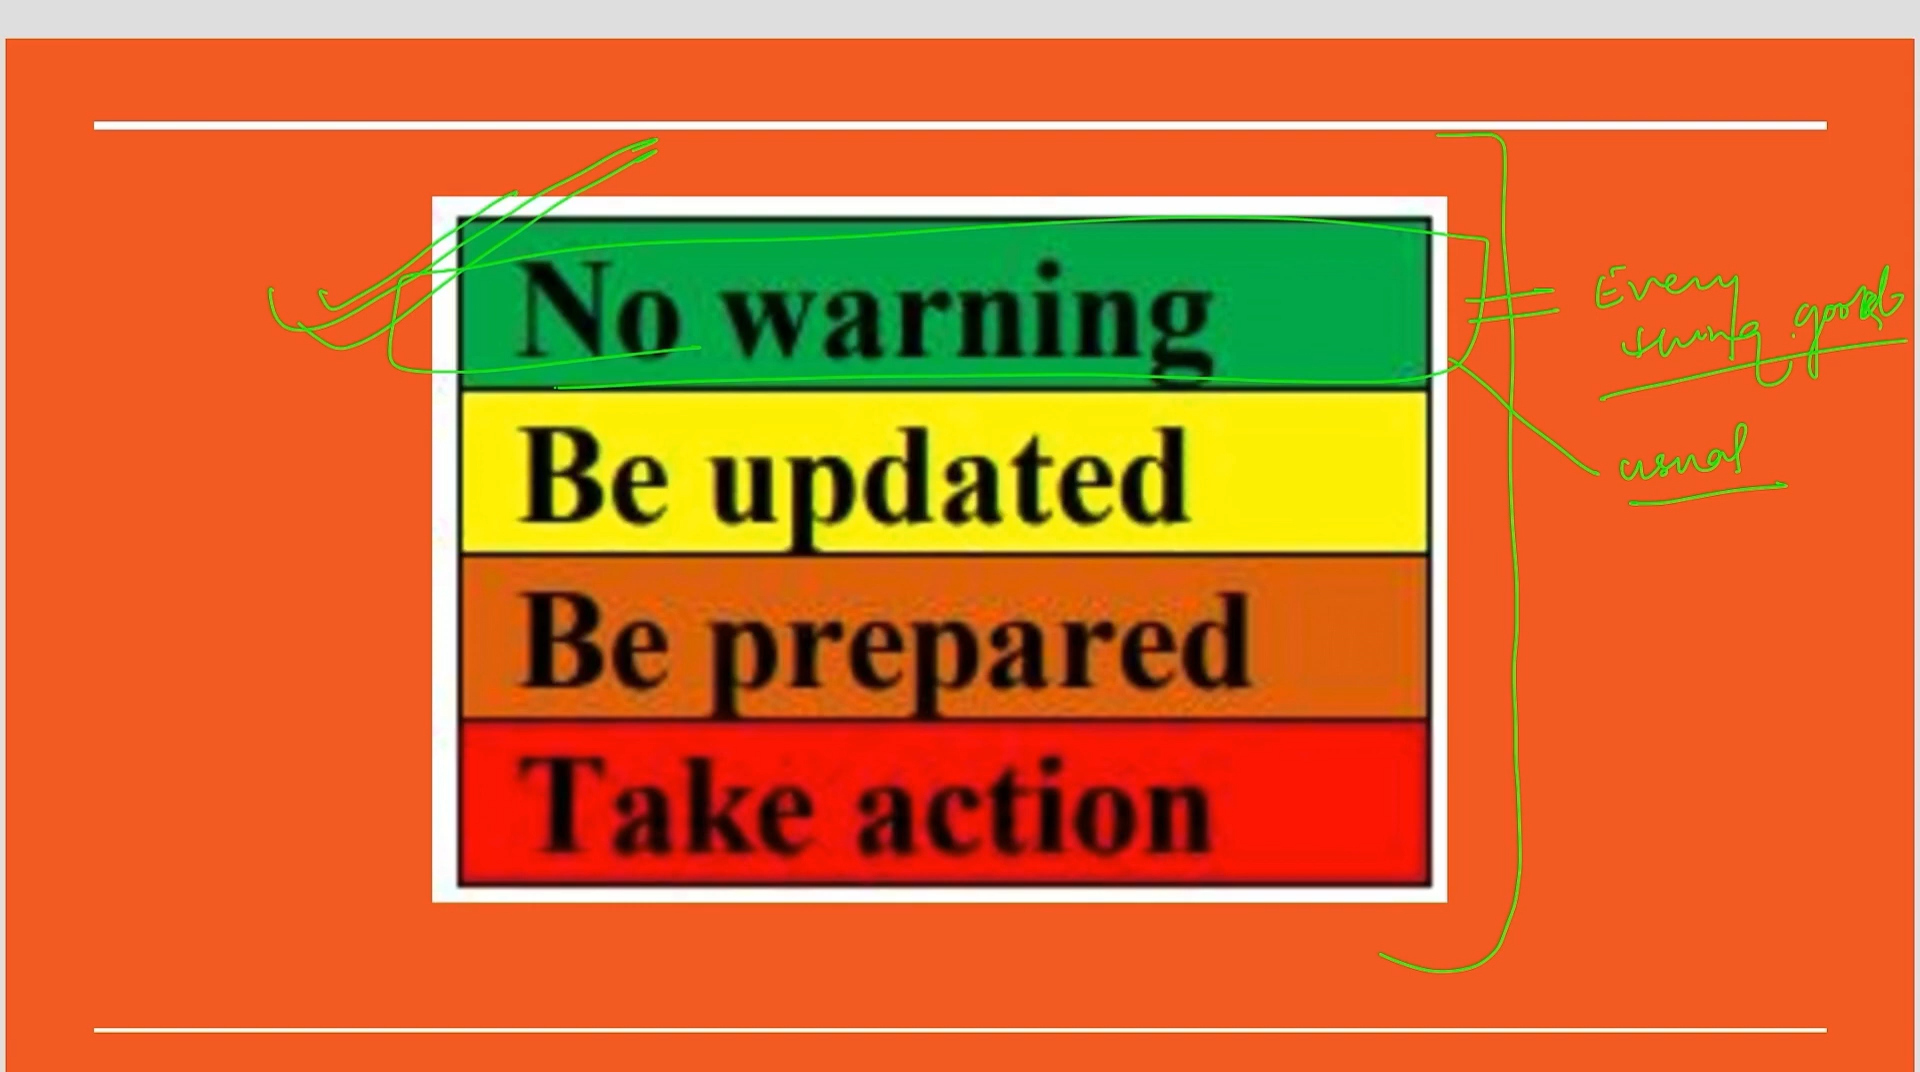 No warning
Be updated
Be prepared
Take action
Every
thing good
usual